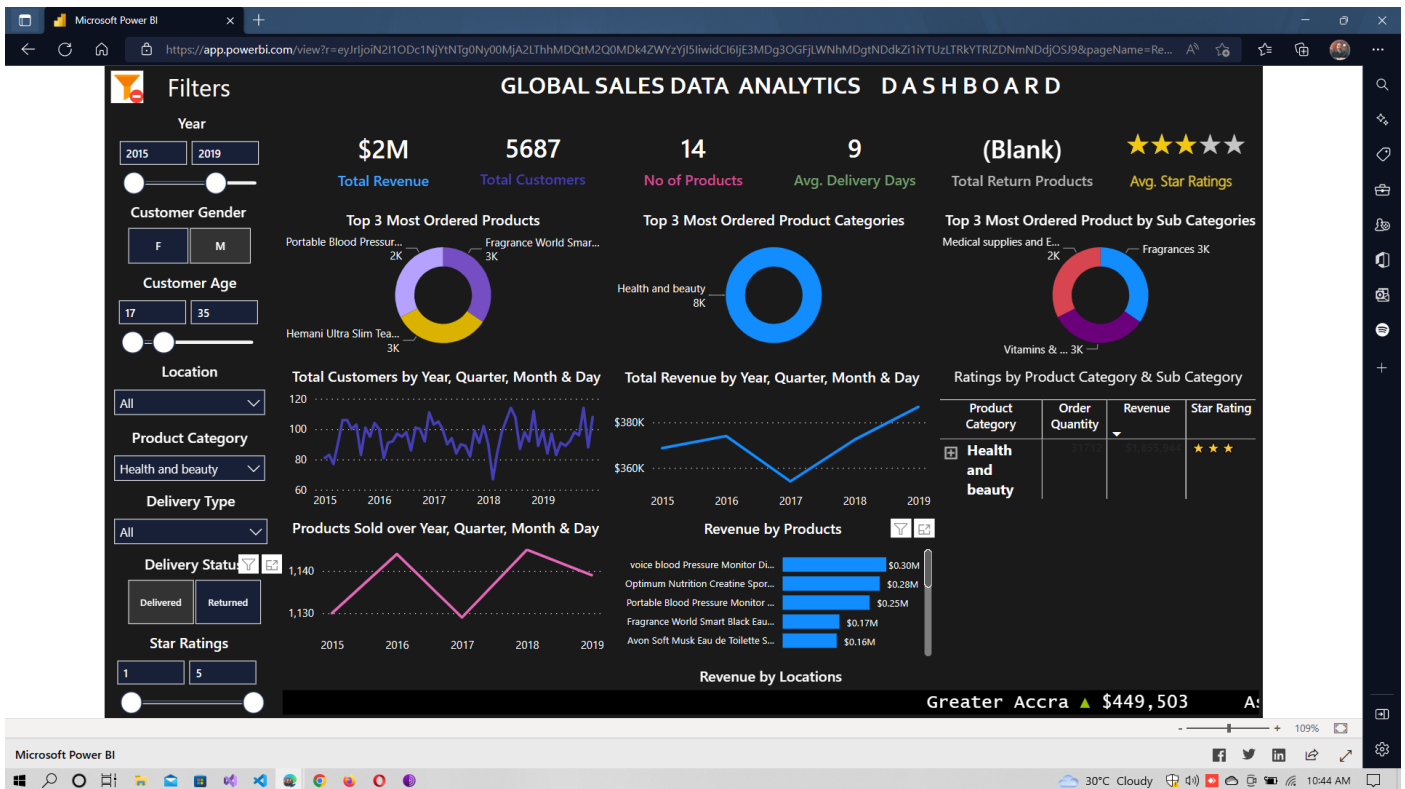 Microsoft Power BI
https://app.powerbi.com/view?r=
Filters
GLOBAL SALES DATA ANALYTICS DASHBOARD
Year
2015 2019
Customer Gender
F M
Customer Age
17 35
Location
All
Product Category
Health and beauty
Delivery Type
All
Delivery Status
Delivered Returned
Star Ratings
1 5
$2M
Total Revenue
5687
Total Customers
14
No of Products
9
Avg. Delivery Days
(Blank)
Total Return Products
Avg. Star Ratings
Top 3 Most Ordered Products
Portable Blood Pressur...
2K
Fragrance World Smar...
3K
Hemani Ultra Slim Tea...
3K
Top 3 Most Ordered Product Categories
Health and beauty
8K
Top 3 Most Ordered Product by Sub Categories
Medical supplies and E...
2K
Fragrances 3K
Vitamins & ... 3K
Total Customers by Year, Quarter, Month & Day
120
100
80
60
2015 2016 2017 2018 2019
Total Revenue by Year, Quarter, Month & Day
$380K
$360K
2015 2016 2017 2018 2019
Ratings by Product Category & Sub Category
Product Category Order Quantity Revenue Star Rating
Health
and
beauty
Products Sold over Year, Quarter, Month & Day
1,140
1,130
2015 2016 2017 2018 2019
Revenue by Products
voice blood Pressure Monitor Di... $0.30M
Optimum Nutrition Creatine Spor... $0.28M
Portable Blood Pressure Monitor ... $0.25M
Fragrance World Smart Black Eau... $0.17M
Avon Soft Musk Eau de Toilette S... $0.16M
Revenue by Locations
Greater Accra ▲ $449,503
- + 109%
Microsoft Power BI
30°C Cloudy 10:44 AM